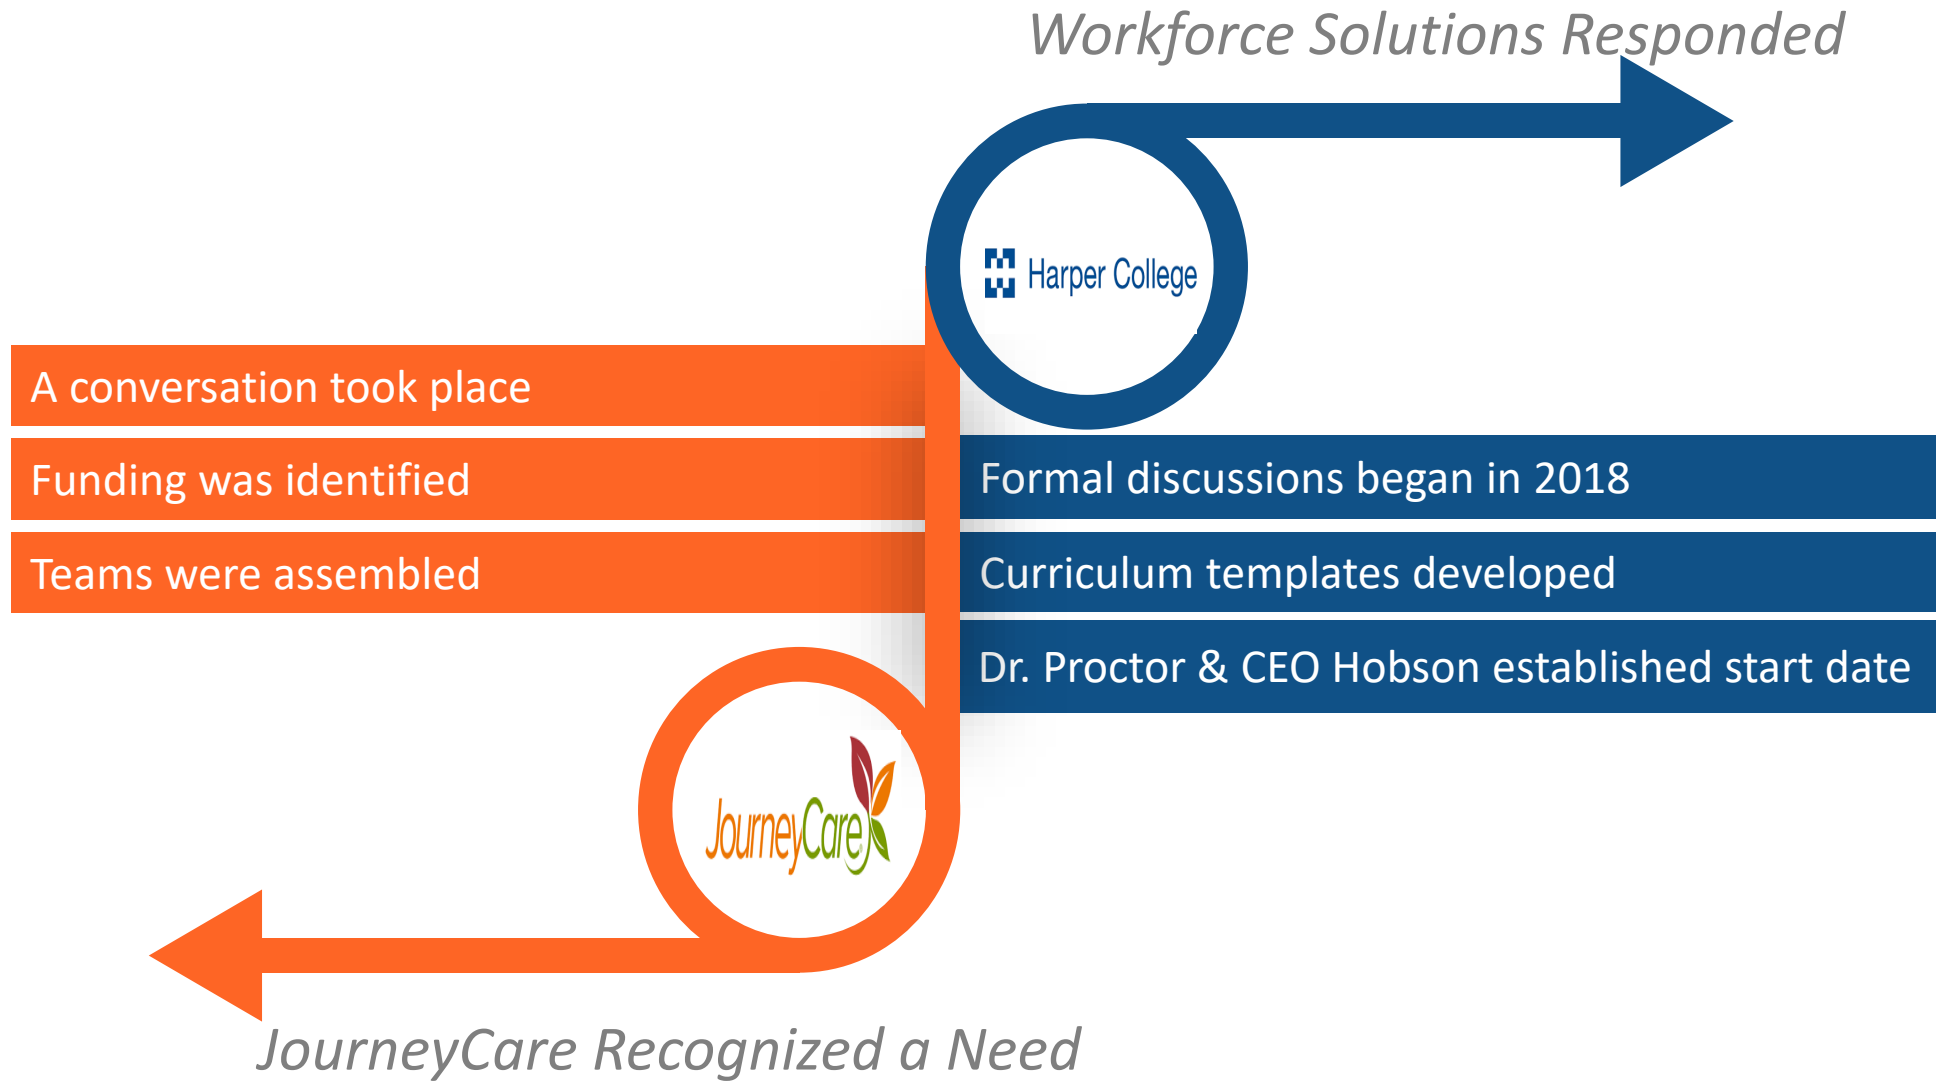 Workforce Solutions Responded
Harper College
A conversation took place
Funding was identified
Teams were assembled
Formal discussions began in 2018
Curriculum templates developed
Dr. Proctor & CEO Hobson established start date
JourneyCare®
JourneyCare Recognized a Need